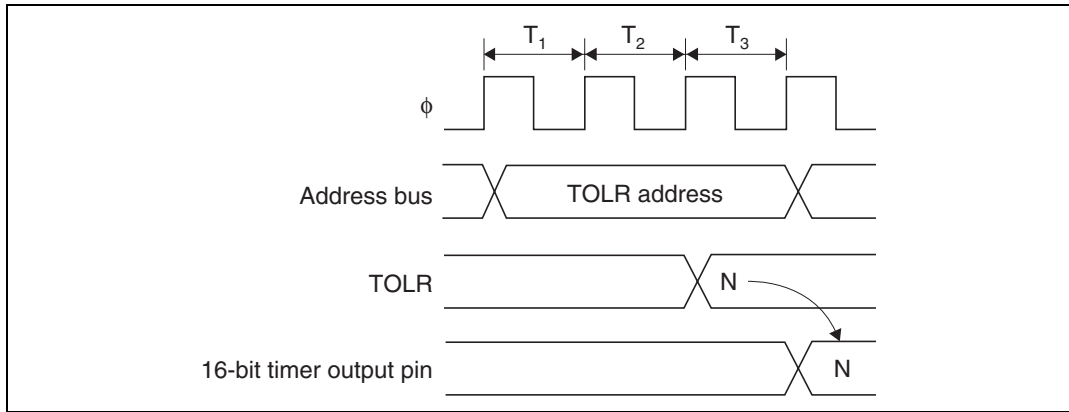 T₁ T₂ T₃
ϕ
Address bus TOLR address
TOLR N
16-bit timer output pin N